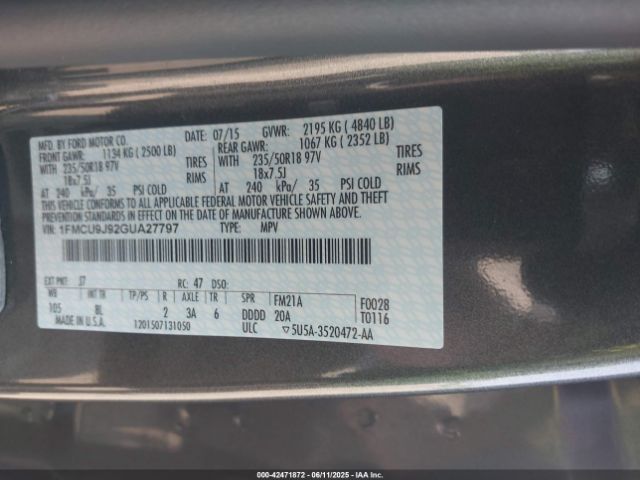 MFD. BY FORD MOTOR CO. 07/15 GVWR: 2195 KG ( 4840 LB)
FRONT GAWR: 1134 KG ( 2500 LB) REAR GAWR: 1067 KG ( 2352 LB)
WITH 235/50R18 97V TIRES WITH 235/50R18 97V TIRES
18x7.5J RIMS 18x7.5J RIMS
AT 240 kPa/ 35 PSI COLD AT 240 kPa/ 35 PSI COLD
THIS VEHICLE CONFORMS TO ALL APPLICABLE FEDERAL MOTOR VEHICLE SAFETY AND THEFT
PREVENTION STANDARDS IN EFFECT ON THE DATE OF MANUFACTURE SHOWN ABOVE.
VIN: 1FMCU9J92GUA27797 TYPE: MPV
EXT PNT: J7 RC: 47 DSO:
WB INT TR TP/PS R AXLE TR SPR FM21A F0028
105 8L 2 3A 6 DDDD 20A T0116
MADE IN U.S.A. 1201507131050 ULC ▽5U5A-3520472-AA
000-42471872 | 06/11/2025 | IAAI